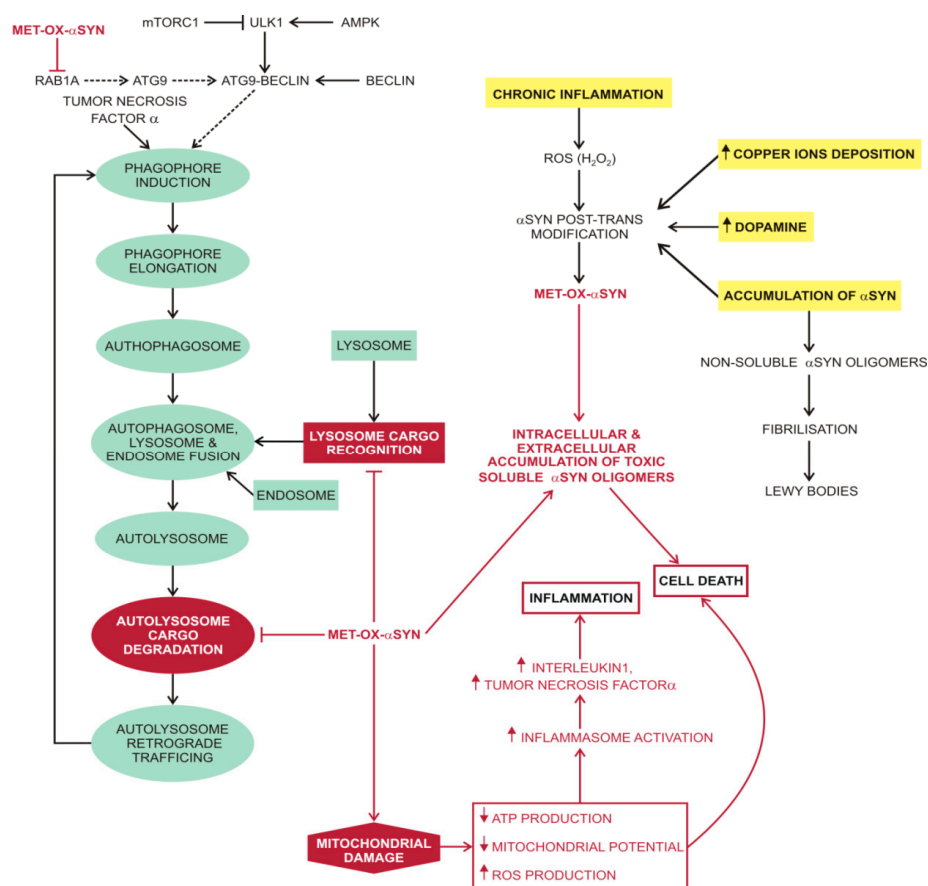 mTORC1
ULK1
AMPK
MET-OX-αSYN
RAB1A
ATG9
ATG9-BECLIN
BECLIN
TUMOR NECROSIS
FACTOR α
PHAGOPHORE
INDUCTION
PHAGOPHORE
ELONGATION
AUTHOPHAGOSOME
LYSOSOME
AUTOPHAGOSOME,
LYSOSOME &
ENDOSOME FUSION
LYSOSOME CARGO
RECOGNITION
ENDOSOME
AUTOLYSOSOME
AUTOLYSOSOME
CARGO
DEGRADATION
MET-OX-αSYN
AUTOLYSOSOME
RETROGRADE
TRAFFICING
MITOCHONDRIAL
DAMAGE
CHRONIC INFLAMMATION
ROS (H₂O₂)
αSYN POST-TRANS
MODIFICATION
MET-OX-αSYN
↑ COPPER IONS DEPOSITION
↑ DOPAMINE
ACCUMULATION OF αSYN
NON-SOLUBLE αSYN OLIGOMERS
FIBRILISATION
LEWY BODIES
INTRACELLULAR &
EXTRACELLULAR
ACCUMULATION OF TOXIC
SOLUBLE αSYN OLIGOMERS
CELL DEATH
INFLAMMATION
↑ INTERLEUKIN1,
↑ TUMOR NECROSIS FACTORα
↑ INFLAMMASOME ACTIVATION
↓ ATP PRODUCTION
↓ MITOCHONDRIAL POTENTIAL
↑ ROS PRODUCTION